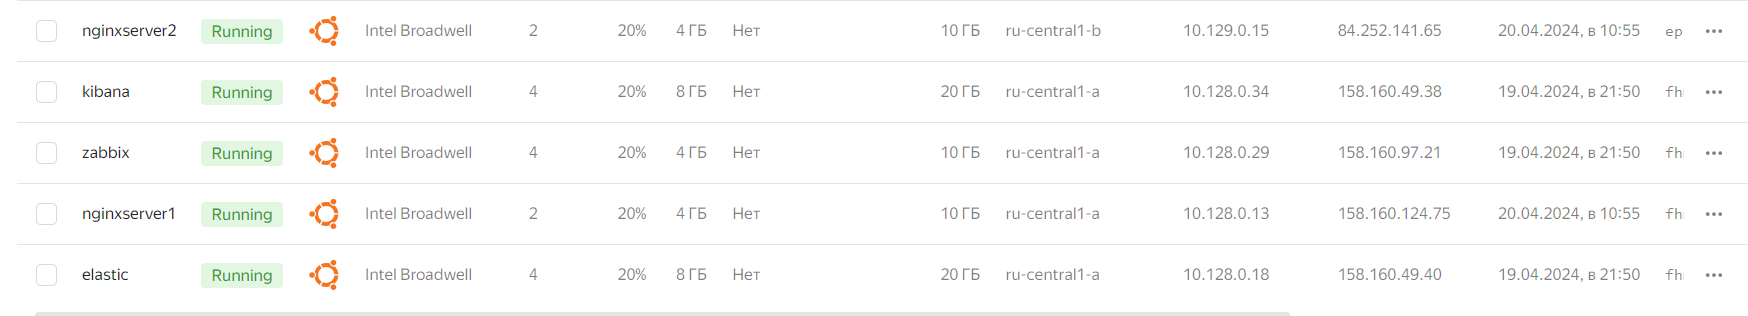 nginxserver2 Running Intel Broadwell 2 20% 4 ГБ Нет 10 ГБ ru-central1-b 10.129.0.15 84.252.141.65 20.04.2024, в 10:55 ep
kibana Running Intel Broadwell 4 20% 8 ГБ Нет 20 ГБ ru-central1-a 10.128.0.34 158.160.49.38 19.04.2024, в 21:50 fh
zabbix Running Intel Broadwell 4 20% 4 ГБ Нет 10 ГБ ru-central1-a 10.128.0.29 158.160.97.21 19.04.2024, в 21:50 fh
nginxserver1 Running Intel Broadwell 2 20% 4 ГБ Нет 10 ГБ ru-central1-a 10.128.0.13 158.160.124.75 20.04.2024, в 10:55 fh
elastic Running Intel Broadwell 4 20% 8 ГБ Нет 20 ГБ ru-central1-a 10.128.0.18 158.160.49.40 19.04.2024, в 21:50 fh